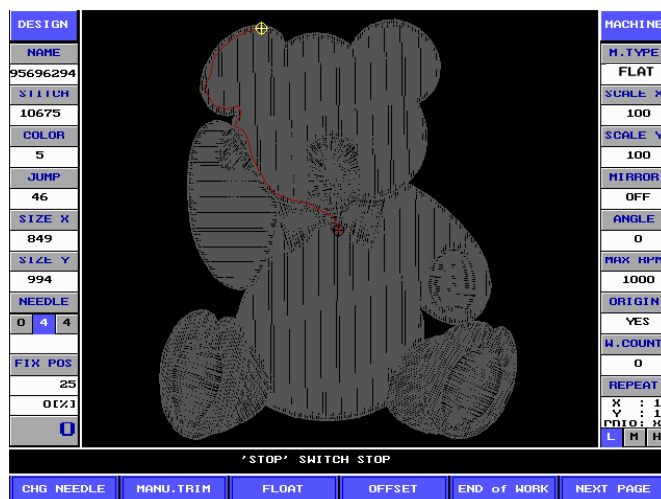 DESIGN
NAME
95696294
STITCH
10675
COLOR
5
JUMP
46
SIZE X
849
SIZE Y
994
NEEDLE
0 4 4
FIX POS
25
0[%]
0
MACHINE
M.TYPE
FLAT
SCALE X
100
SCALE Y
100
MIRROR
OFF
ANGLE
0
MAX RPM
1000
ORIGIN
YES
W.COUNT
0
REPEAT
X : 1
Y : 1
L M H
'STOP' SWITCH STOP
CHG NEEDLE MANU.TRIM FLOAT OFFSET END of WORK NEXT PAGE